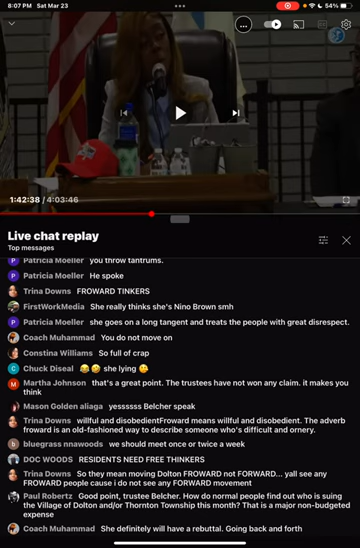 8:07 PM Sat Mar 23
54%
1:42:38 / 4:03:46
Live chat replay
Top messages
P Patricia Moeller you throw tantrums.
P Patricia Moeller He spoke
Trina Downs FROWARD TINKERS
FirstWorkMedia She really thinks she's Nino Brown smh
P Patricia Moeller she goes on a long tangent and treats the people with great disrespect.
Coach Muhammad You do not move on
Constina Williams So full of crap
C Chuck Diseal 😂🤣 she lying 🤥
M Martha Johnson that's a great point. The trustees have not won any claim. it makes you
think
Mason Golden aliaga yessssss Belcher speak
Trina Downs willful and disobedientFroward means willful and disobedient. The adverb
froward is an old-fashioned way to describe someone who's difficult and ornery.
b bluegrass nnawoods we should meet once or twice a week
DOC WOODS RESIDENTS NEED FREE THINKERS
Trina Downs So they mean moving Dolton FROWARD not FORWARD... yall see any
FROWARD people cause i do not see any FORWARD movement
Paul Robertz Good point, trustee Belcher. How do normal people find out who is suing
the Village of Dolton and/or Thornton Township this month? That is a major non-budgeted
expense
Coach Muhammad She definitely will have a rebuttal. Going back and forth